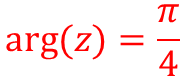 arg(z) = π/4